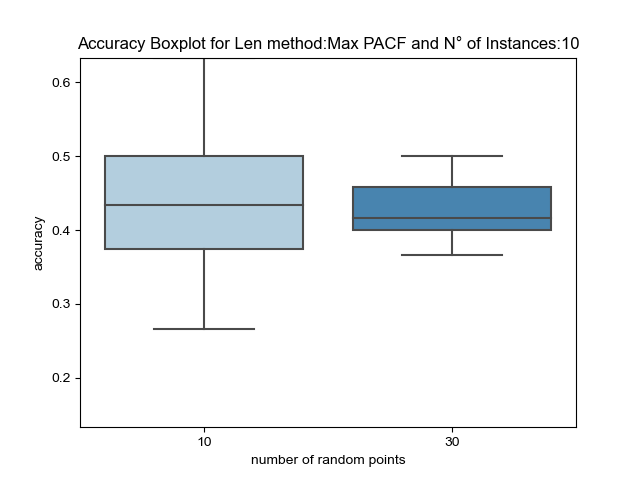 Accuracy Boxplot for Len method:Max PACF and N° of Instances:10
0.6
0.5
0.4
0.3
0.2
accuracy
10
30
number of random points